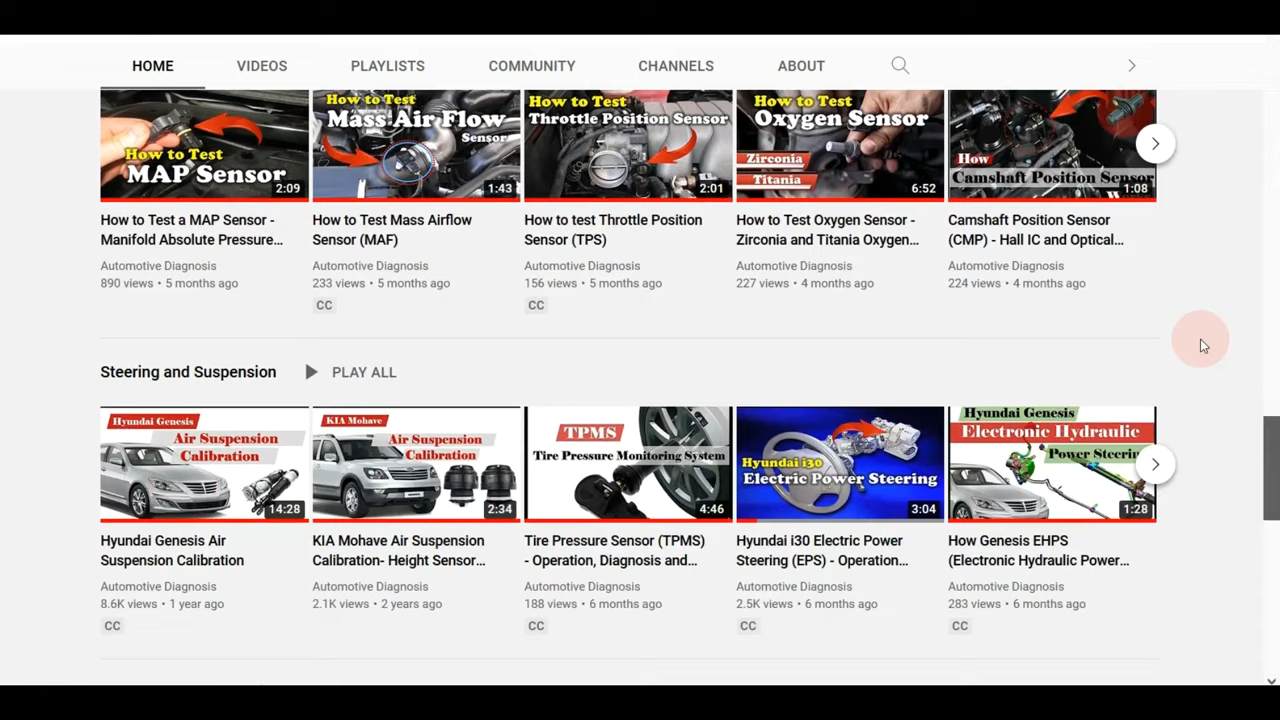 HOME VIDEOS PLAYLISTS COMMUNITY CHANNELS ABOUT
How to Test
MAP Sensor
2:09
How to Test
Mass Air Flow
Sensor
1:43
How to Test
Throttle Position Sensor
2:01
How to Test
Oxygen Sensor
Zirconia
Titania
6:52
How
Camshaft Position Sensor
1:08
How to Test a MAP Sensor -
Manifold Absolute Pressure...
Automotive Diagnosis
890 views • 5 months ago
How to Test Mass Airflow
Sensor (MAF)
Automotive Diagnosis
233 views • 5 months ago
CC
How to test Throttle Position
Sensor (TPS)
Automotive Diagnosis
156 views • 5 months ago
CC
How to Test Oxygen Sensor -
Zirconia and Titania Oxygen...
Automotive Diagnosis
227 views • 4 months ago
Camshaft Position Sensor
(CMP) - Hall IC and Optical...
Automotive Diagnosis
224 views • 4 months ago
Steering and Suspension PLAY ALL
Hyundai Genesis
Air Suspension
Calibration
14:28
KIA Mohave
Air Suspension
Calibration
2:34
TPMS
Tire Pressure Monitoring System
4:46
Hyundai i30
Electric Power Steering
3:04
Hyundai Genesis
Electronic Hydraulic
Power Steerin
1:28
Hyundai Genesis Air
Suspension Calibration
Automotive Diagnosis
8.6K views • 1 year ago
CC
KIA Mohave Air Suspension
Calibration- Height Sensor...
Automotive Diagnosis
2.1K views • 2 years ago
Tire Pressure Sensor (TPMS)
- Operation, Diagnosis and...
Automotive Diagnosis
188 views • 6 months ago
CC
Hyundai i30 Electric Power
Steering (EPS) - Operation...
Automotive Diagnosis
2.5K views • 6 months ago
CC
How Genesis EHPS
(Electronic Hydraulic Power...
Automotive Diagnosis
283 views • 6 months ago
CC